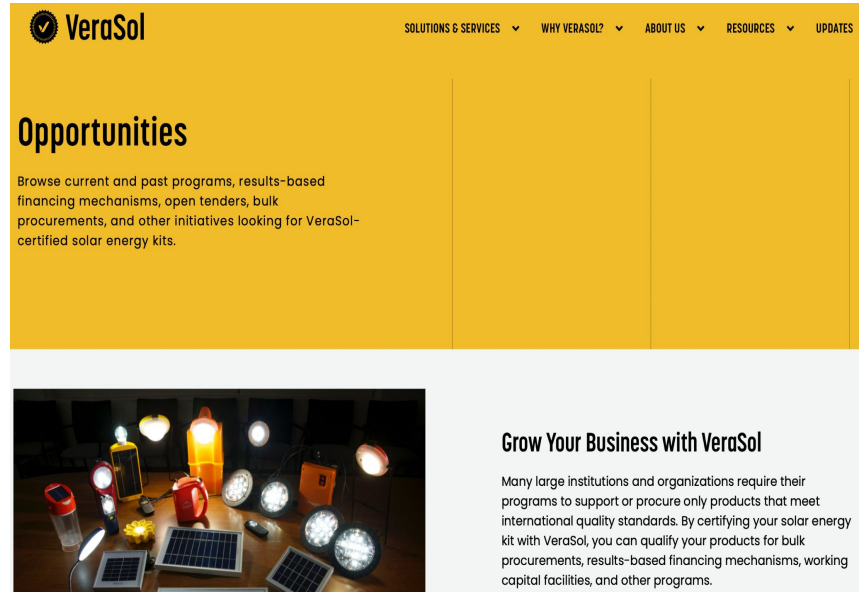 VeraSol
SOLUTIONS & SERVICES
WHY VERASOL?
ABOUT US
RESOURCES
UPDATES
Opportunities
Browse current and past programs, results-based
financing mechanisms, open tenders, bulk
procurements, and other initiatives looking for VeraSol-
certified solar energy kits.
Grow Your Business with VeraSol
Many large institutions and organizations require their
programs to support or procure only products that meet
international quality standards. By certifying your solar energy
kit with VeraSol, you can qualify your products for bulk
procurements, results-based financing mechanisms, working
capital facilities, and other programs.